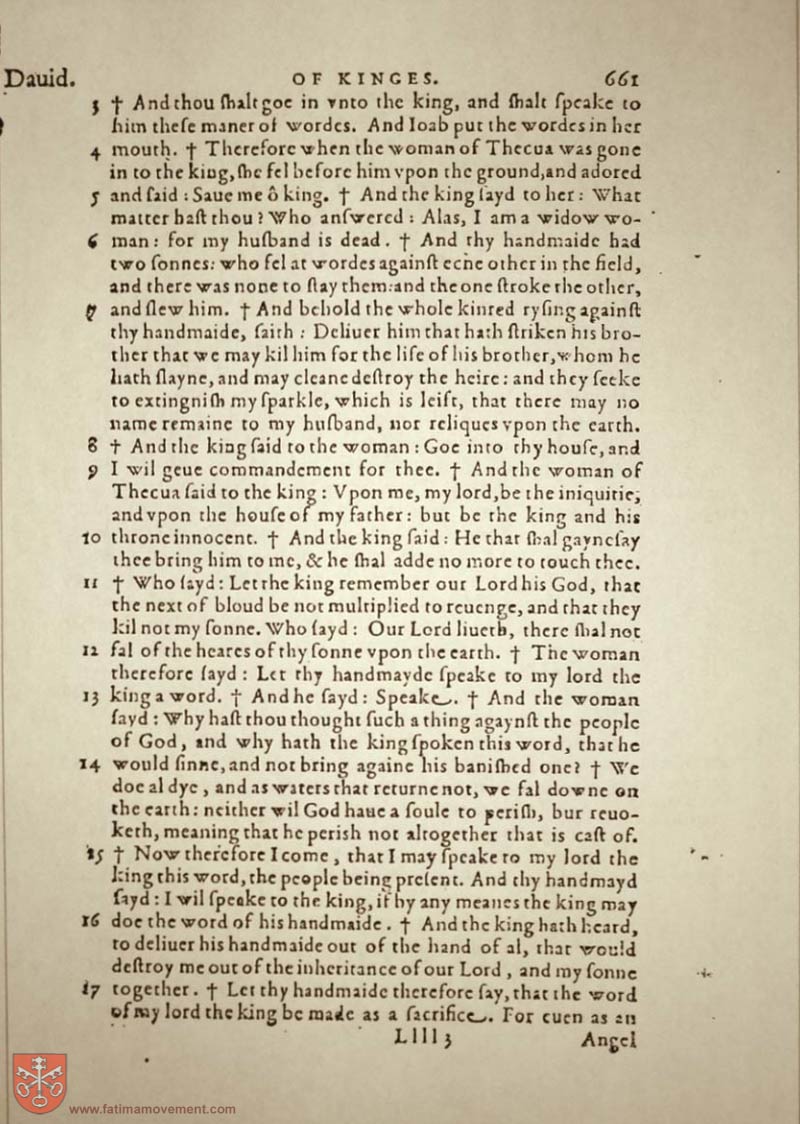 Dauid. OF KINGES. 661
3 † And thou ſhalt goe in vnto the king, and ſhalt ſpeake to
him theſe maner of wordes. And Ioab put the wordes in her
4 mouth. † Therefore when the woman of Thecua was gone
in to the king, ſhe fel before him vpon the ground, and adored
5 and ſaid : Saue me ô king. † And the king ſayd to her : What
matter haſt thou? Who anſwered : Alas, I am a widow wo-
6 man : for my huſband is dead. † And thy handmaide had
two ſonnes: who fel at wordes againſt eche other in the field,
and there was none to ſtay them: and the one ſtroke the other,
7 and ſlew him. † And behold the whole kinred ryſing againſt
thy handmaide, ſaith : Deliuer him that hath ſtriken his bro-
ther that we may kil him for the life of his brother, whom he
hath ſlayne, and may cleane deſtroy the heire : and they ſeeke
to extingniſh my ſparkle, which is leift, that there may no
name remaine to my huſband, nor reliques vpon the earth.
8 † And the king ſaid to the woman : Goe into thy houſe, and
9 I wil geue commandement for thee. † And the woman of
Thecua ſaid to the king : Vpon me, my lord, be the iniquitie,
and vpon the houſe of my father : but be the king and his
10 throne innocent. † And the king ſaid : He that ſhal gayneſay
thee bring him to me, & he ſhal adde no more to touch thee.
11 † Who ſayd : Let the king remember our Lord his God, that
the next of bloud be not multiplied to reuenge, and that they
kil not my ſonne. Who ſayd : Our Lord liueth, there ſhal not
12 fal of the heares of thy ſonne vpon the earth. † The woman
therefore ſayd : Let thy handmayde ſpeake to my lord the
13 king a word. † And he ſayd : Speake. † And the woman
ſayd : Why haſt thou thought ſuch a thing agaynſt the people
of God, and why hath the king ſpoken this word, that he
14 would ſinne, and not bring againe his baniſhed one? † We
doe al dye, and as waters that returne not, we fal downe on
the earth : neither wil God haue a ſoule to periſh, bur reuo-
keth, meaning that he perish not altogether that is caſt of.
15 † Now therefore I come, that I may ſpeake to my lord the
king this word, the people being preſent. And thy handmayd
ſayd : I wil ſpeake to the king, if by any meanes the king may
16 doe the word of his handmaide. † And the king hath heard,
to deliuer his handmaide out of the hand of al, that would
deſtroy me out of the inheritance of our Lord, and my ſonne
17 together. † Let thy handmaide therefore ſay, that the word
of my lord the king be made as a ſacrifice. For euen as an
Llll 3 Angel
www.fatimamovement.com